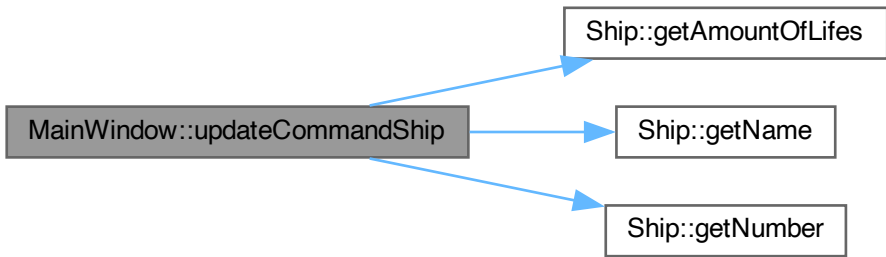 Ship::getAmountOfLifes
MainWindow::updateCommandShip
Ship::getName
Ship::getNumber